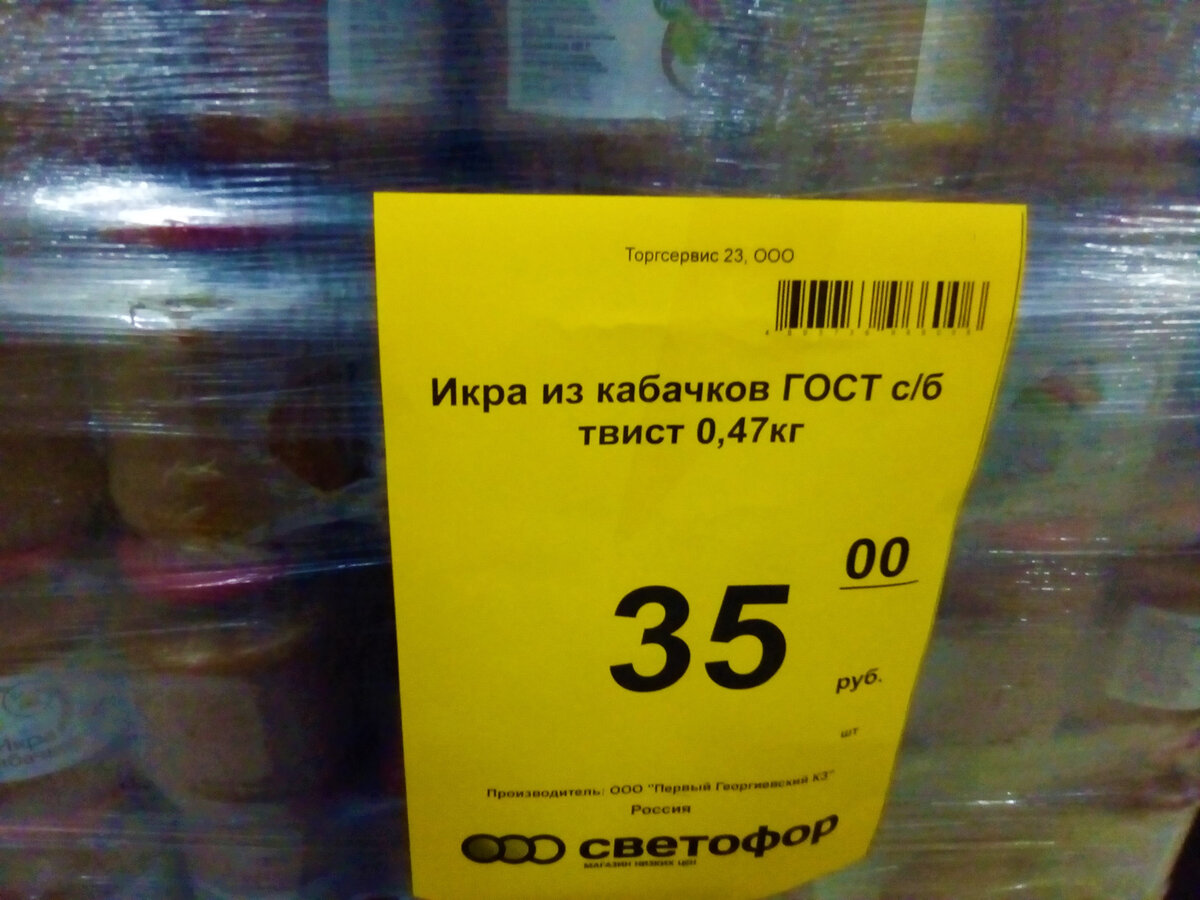 Торгсервис 23, ООО
Икра из кабачков ГОСТ с/б
твист 0,47кг
35 00
руб.
шт
Производитель: ООО "Первый Георгиевский КЗ"
Россия
светофор
МАГАЗИН НИЗКИХ ЦЕН
Икра